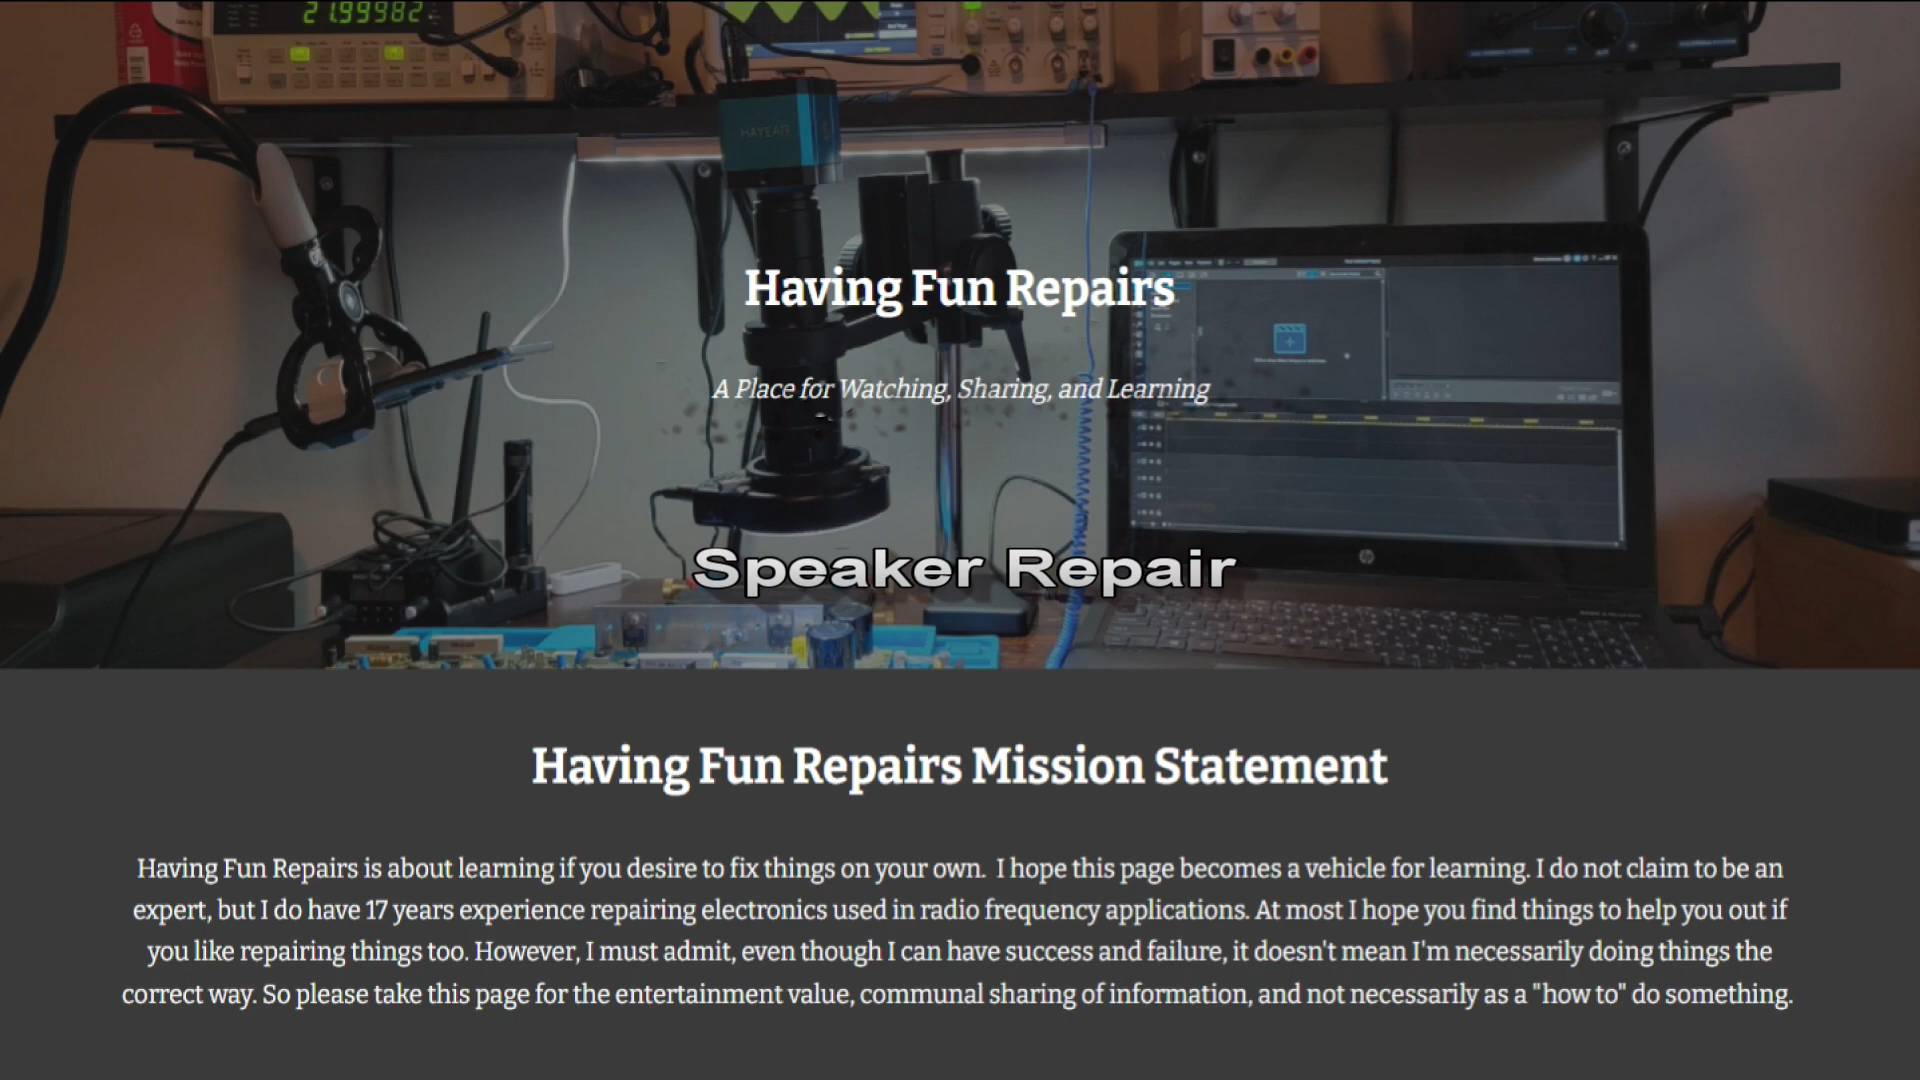 21.99982
HAYEAR
Having Fun Repairs
A Place for Watching, Sharing, and Learning
Speaker Repair
hp
Having Fun Repairs Mission Statement
Having Fun Repairs is about learning if you desire to fix things on your own.  I hope this page becomes a vehicle for learning. I do not claim to be an
expert, but I do have 17 years experience repairing electronics used in radio frequency applications. At most I hope you find things to help you out if
you like repairing things too. However, I must admit, even though I can have success and failure, it doesn't mean I'm necessarily doing things the
correct way. So please take this page for the entertainment value, communal sharing of information, and not necessarily as a "how to" do something.